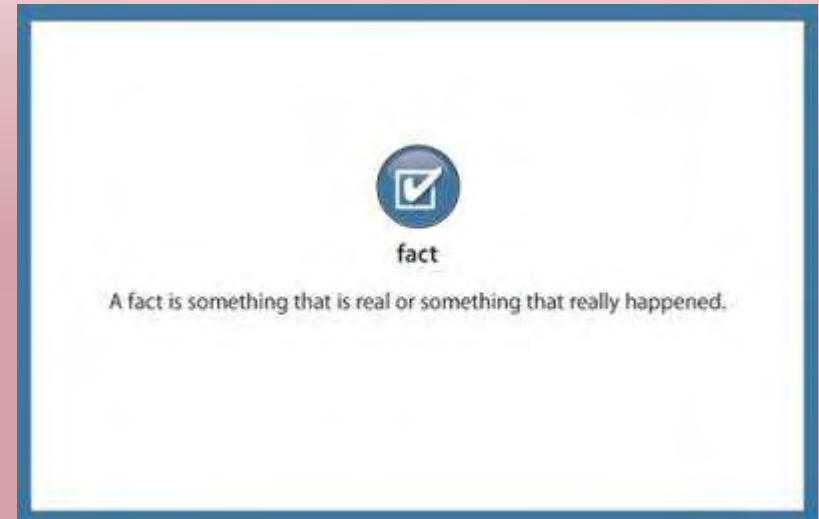 fact
A fact is something that is real or something that really happened.